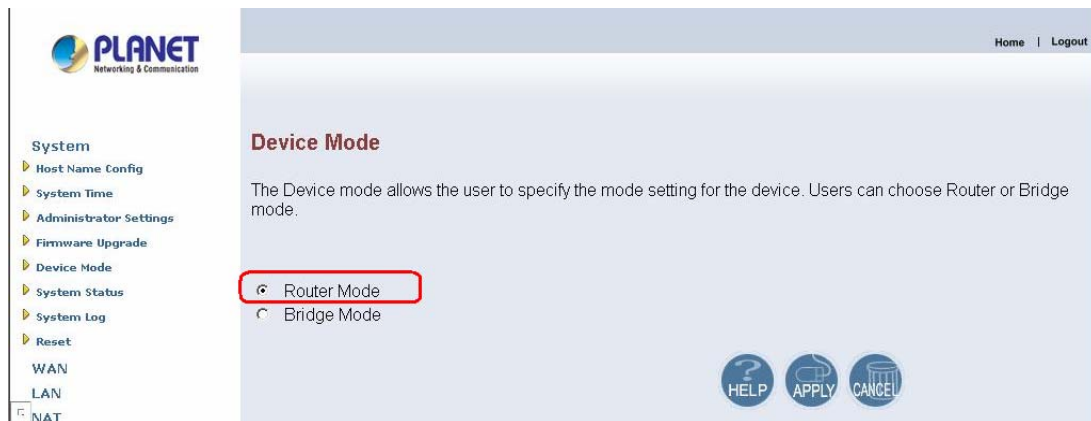 PLANET
Networking & Communication
Home | Logout
System
Host Name Config
System Time
Administrator Settings
Firmware Upgrade
Device Mode
System Status
System Log
Reset
WAN
LAN
NAT
Device Mode
The Device mode allows the user to specify the mode setting for the device. Users can choose Router or Bridge
mode.
Router Mode
Bridge Mode
HELP
APPLY
CANCEL